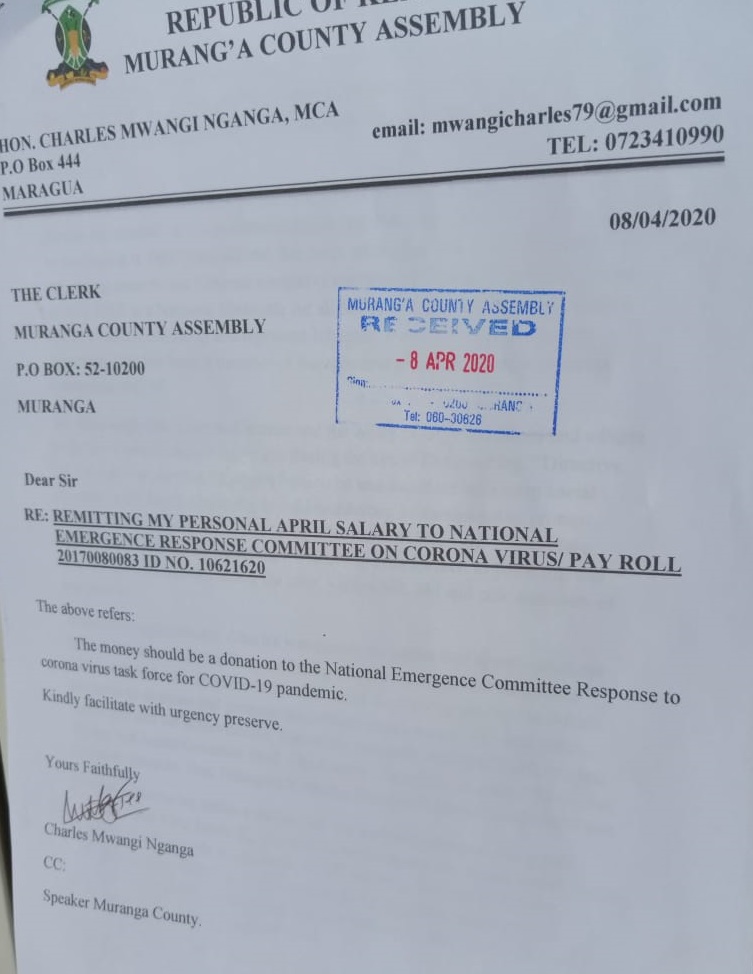 REPUBLIC OF
MURANG'A COUNTY ASSEMBLY
HON. CHARLES MWANGI NGANGA, MCA
P.O Box 444
MARAGUA
email: mwangicharles79@gmail.com
TEL: 0723410990
08/04/2020
THE CLERK
MURANGA COUNTY ASSEMBLY
P.O BOX: 52-10200
MURANGA
MURANG'A COUNTY ASSEMBLY
RECEIVED
- 8 APR 2020
Sign:
Tel: 060-30626
Dear Sir
RE: REMITTING MY PERSONAL APRIL SALARY TO NATIONAL
EMERGENCE RESPONSE COMMITTEE ON CORONA VIRUS/ PAY ROLL
20170080083 ID NO. 10621620
The above refers:
The money should be a donation to the National Emergence Committee Response to
corona virus task force for COVID-19 pandemic.
Kindly facilitate with urgency preserve.
Yours Faithfully
Charles Mwangi Nganga
CC:
Speaker Muranga County.